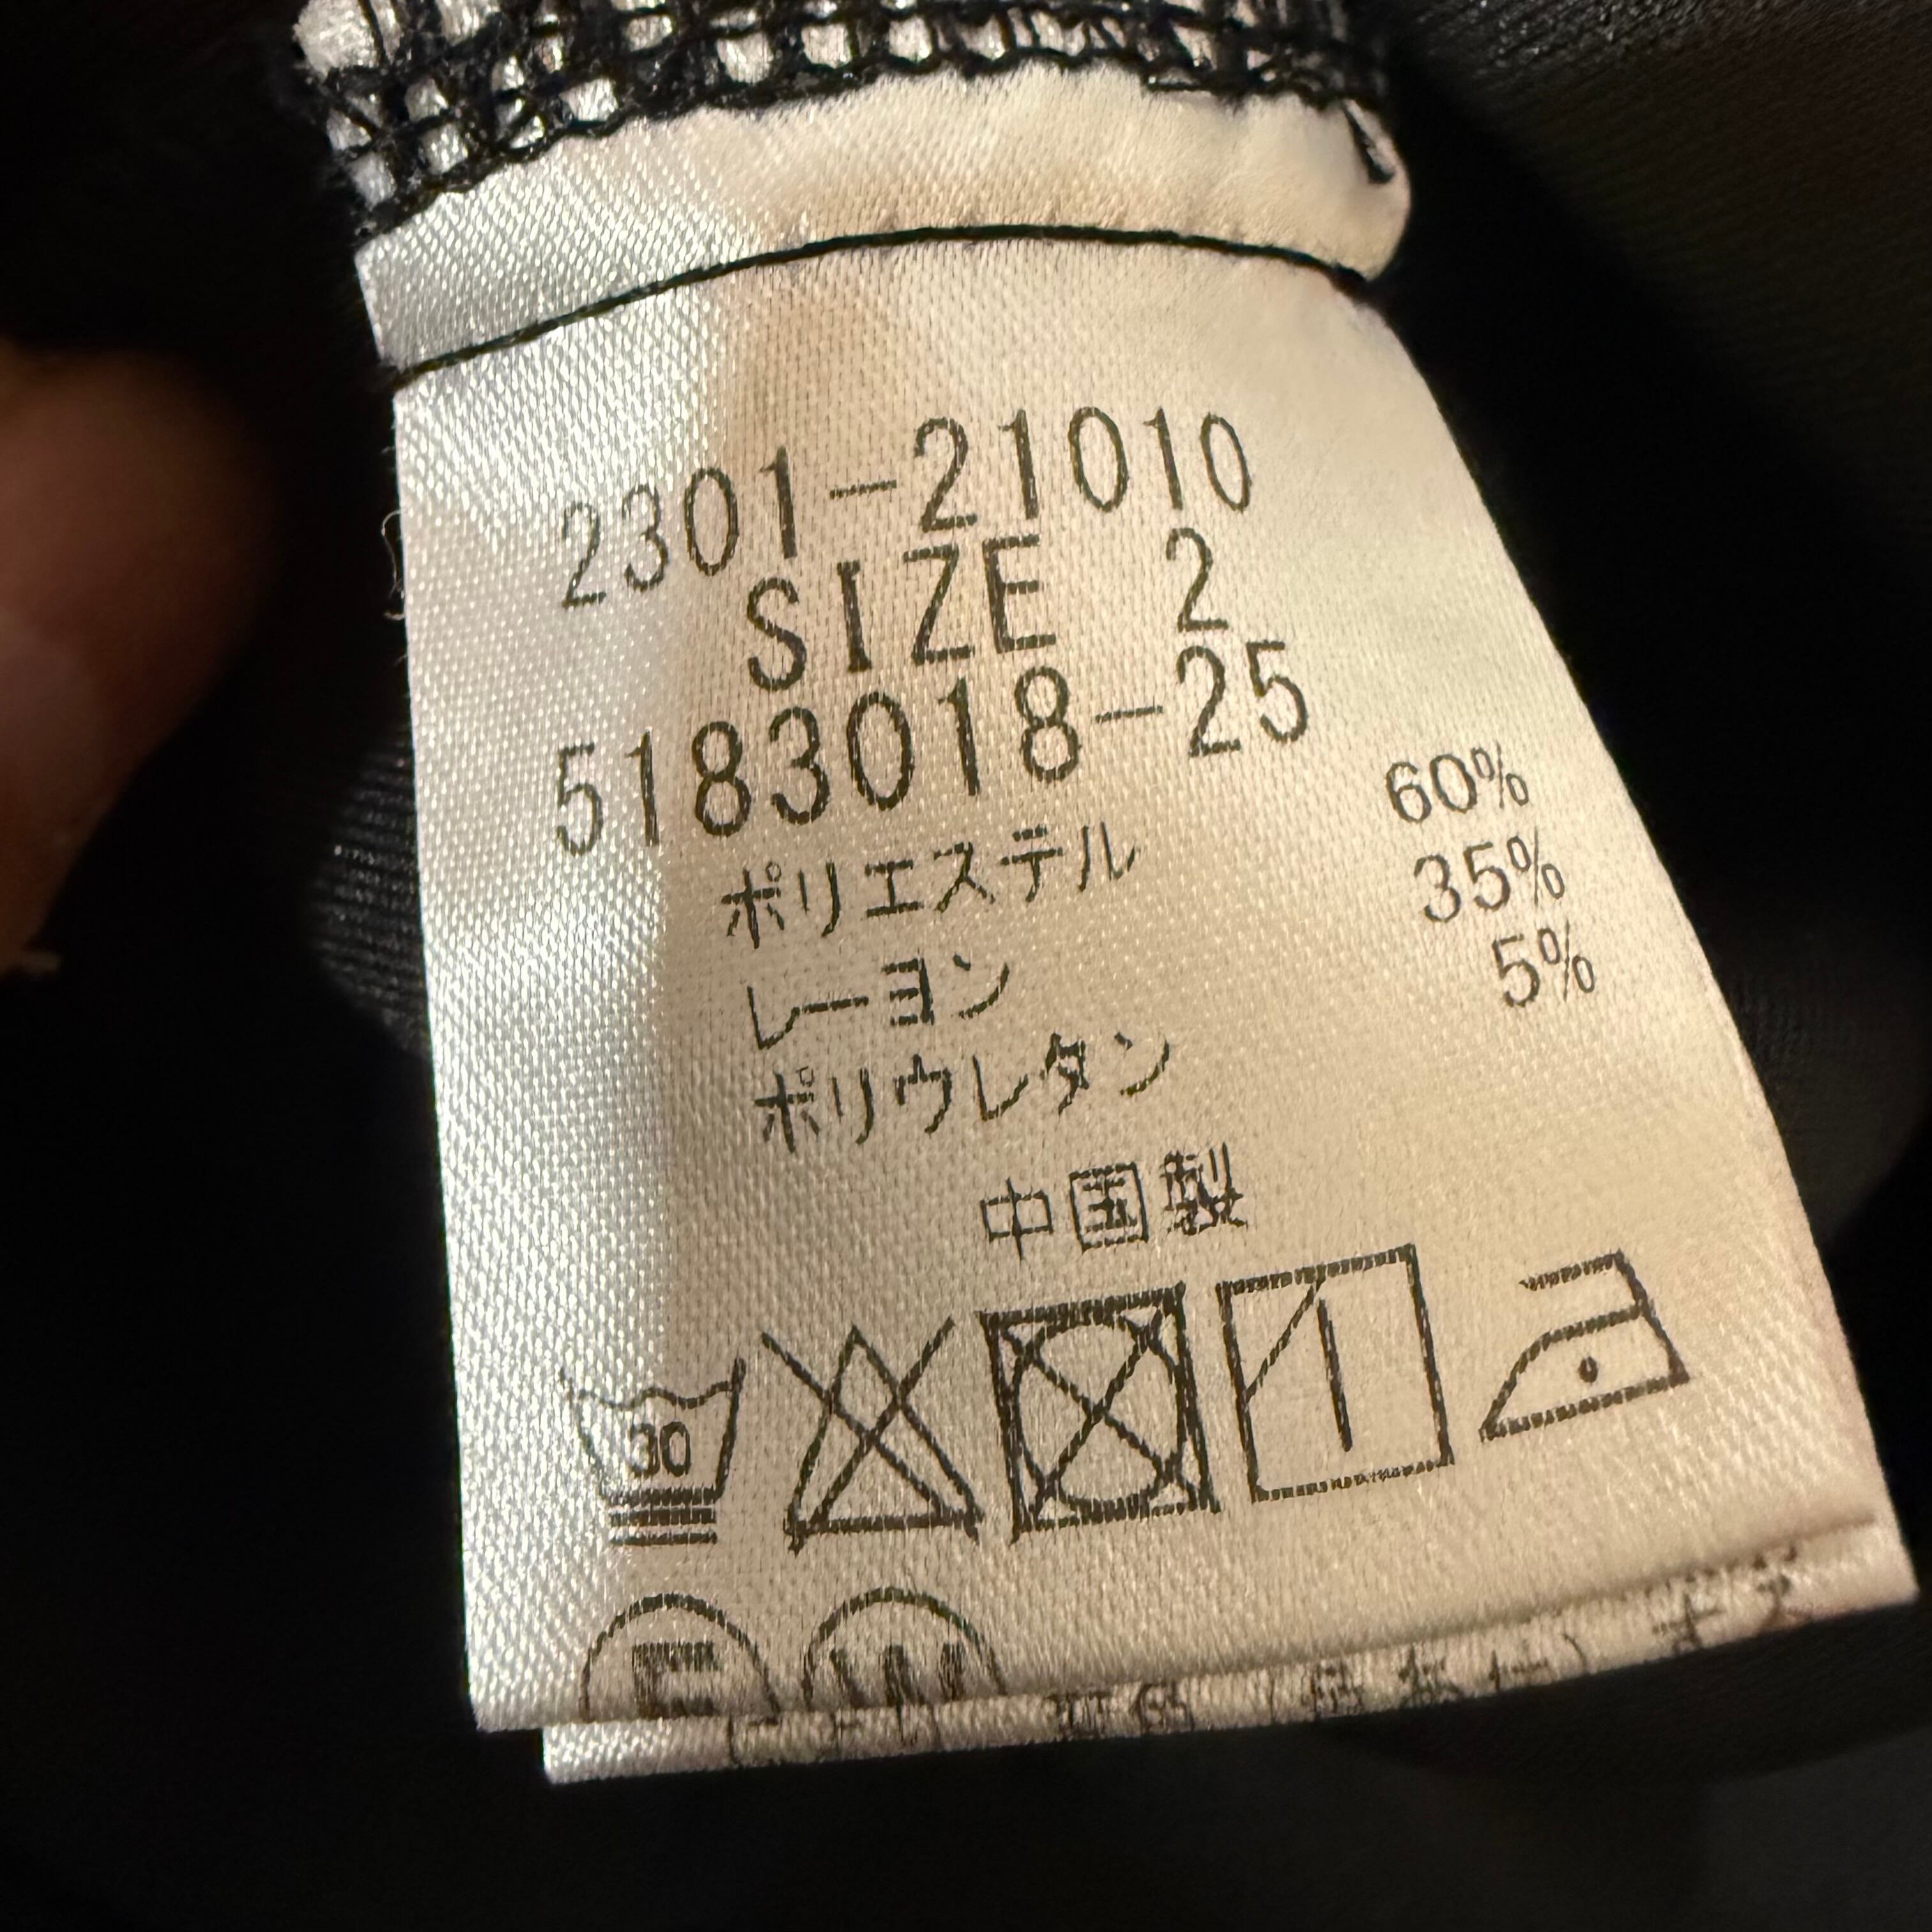 2301-21010
SIZE 2
5183018-25
ポリエステル 60%
レーヨン 35%
ポリウレタン 5%
中国製
30
F W